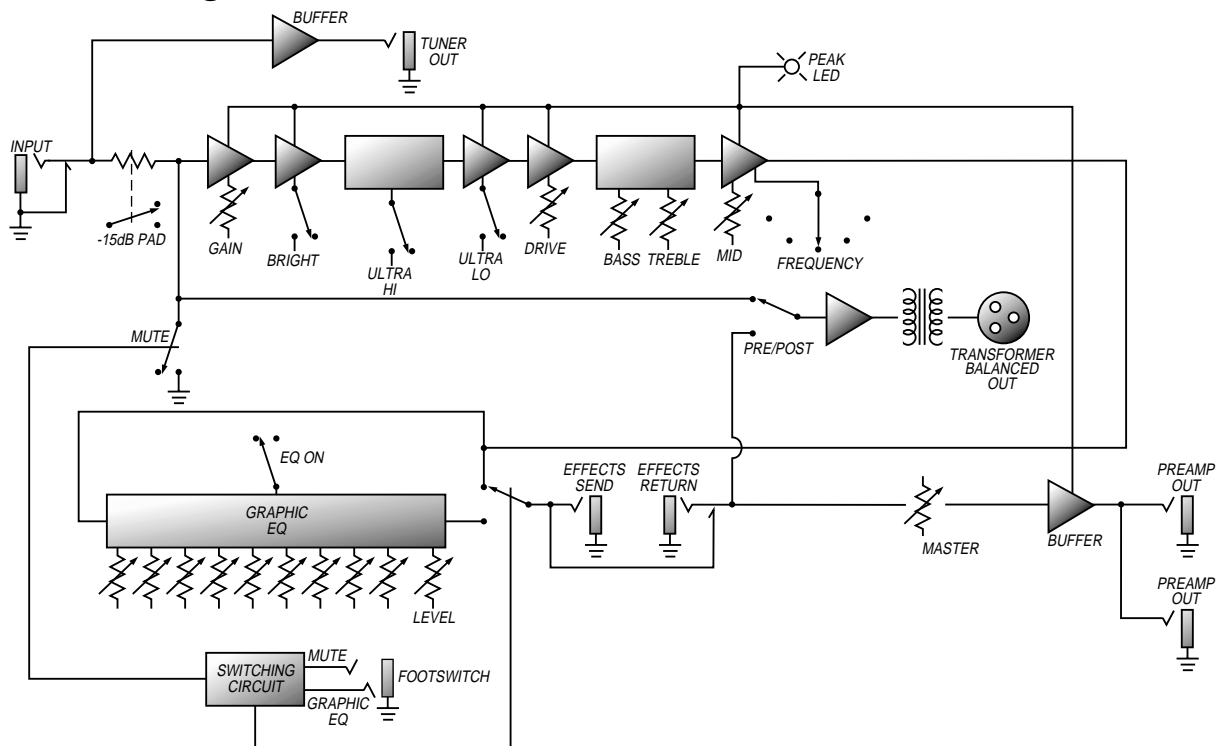 BUFFER
TUNER
OUT
PEAK
LED
INPUT
-15dB PAD
GAIN
BRIGHT
ULTRA
HI
ULTRA
LO
DRIVE
BASS
TREBLE
MID
FREQUENCY
MUTE
PRE/POST
TRANSFORMER
BALANCED
OUT
EQ ON
GRAPHIC
EQ
EFFECTS
SEND
EFFECTS
RETURN
MASTER
BUFFER
PREAMP
OUT
PREAMP
OUT
LEVEL
SWITCHING
CIRCUIT
MUTE
GRAPHIC
EQ
FOOTSWITCH